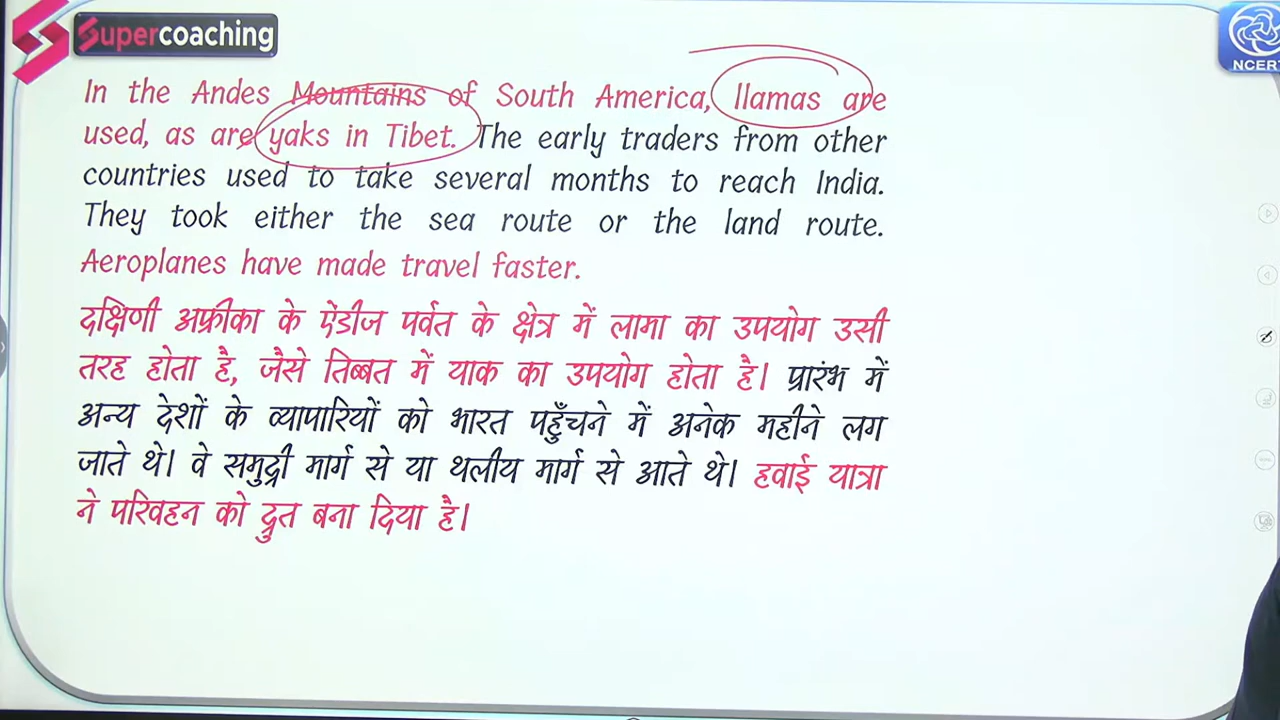 Supercoaching
NCERT
In the Andes Mountains of South America, llamas are
used, as are yaks in Tibet. The early traders from other
countries used to take several months to reach India.
They took either the sea route or the land route.
Aeroplanes have made travel faster.
दक्षिणी अफ्रीका के ऐंडीज पर्वत के क्षेत्र में लामा का उपयोग उसी
तरह होता है, जैसे तिब्बत में याक का उपयोग होता है। प्रारंभ में
अन्य देशों के व्यापारियों को भारत पहुँचने में अनेक महीने लग
जाते थे। वे समुद्री मार्ग से या थलीय मार्ग से आते थे। हवाई यात्रा
ने परिवहन को द्रुत बना दिया है।